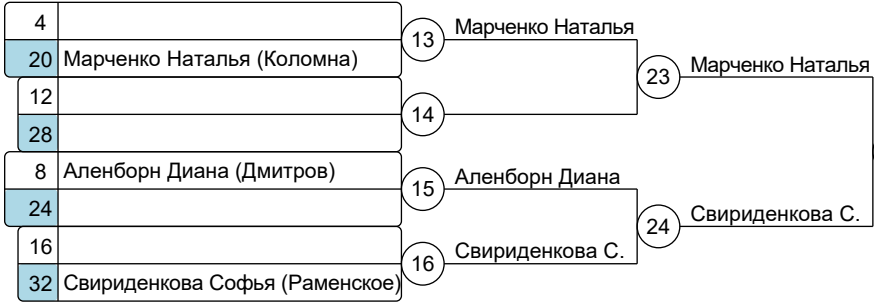 4
13
Марченко Наталья
20 Марченко Наталья (Коломна)
23
Марченко Наталья
12
14
28
8 Аленборн Диана (Дмитров)
15
Аленборн Диана
24
24
Свириденкова С.
16
16
Свириденкова С.
32 Свириденкова Софья (Раменское)